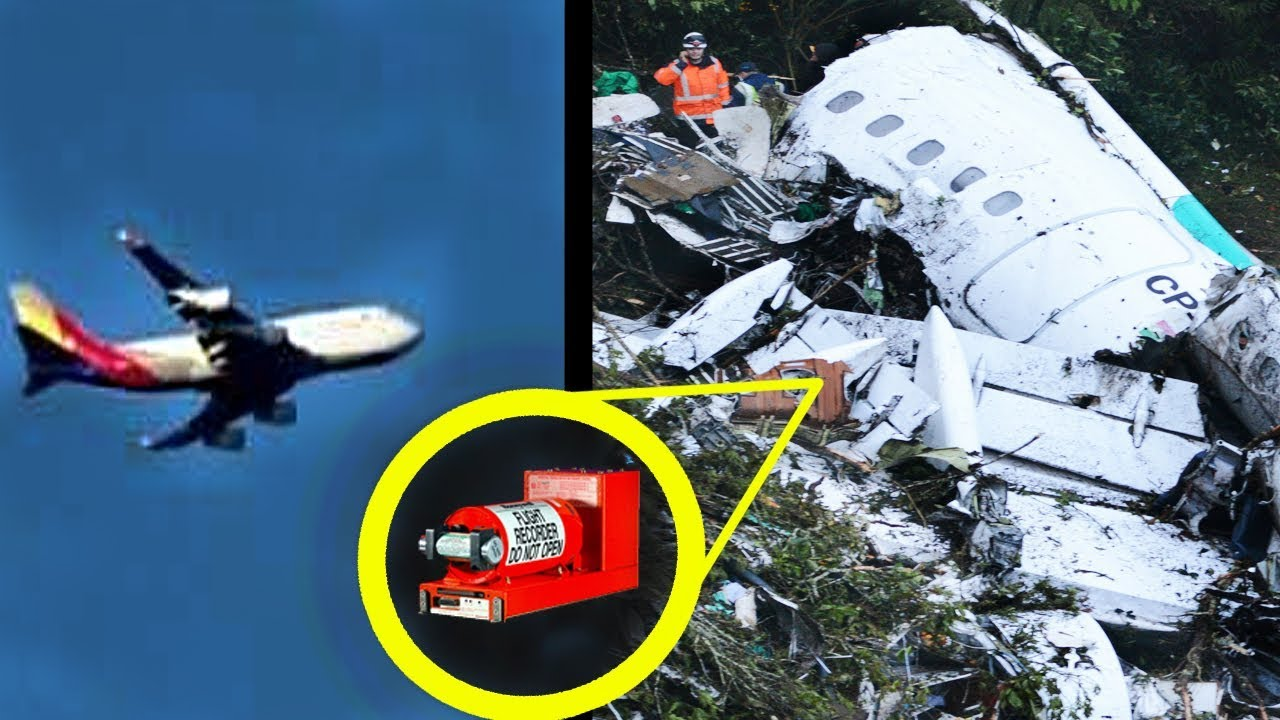 FLIGHT
RECORDER
DO NOT OPEN
CP